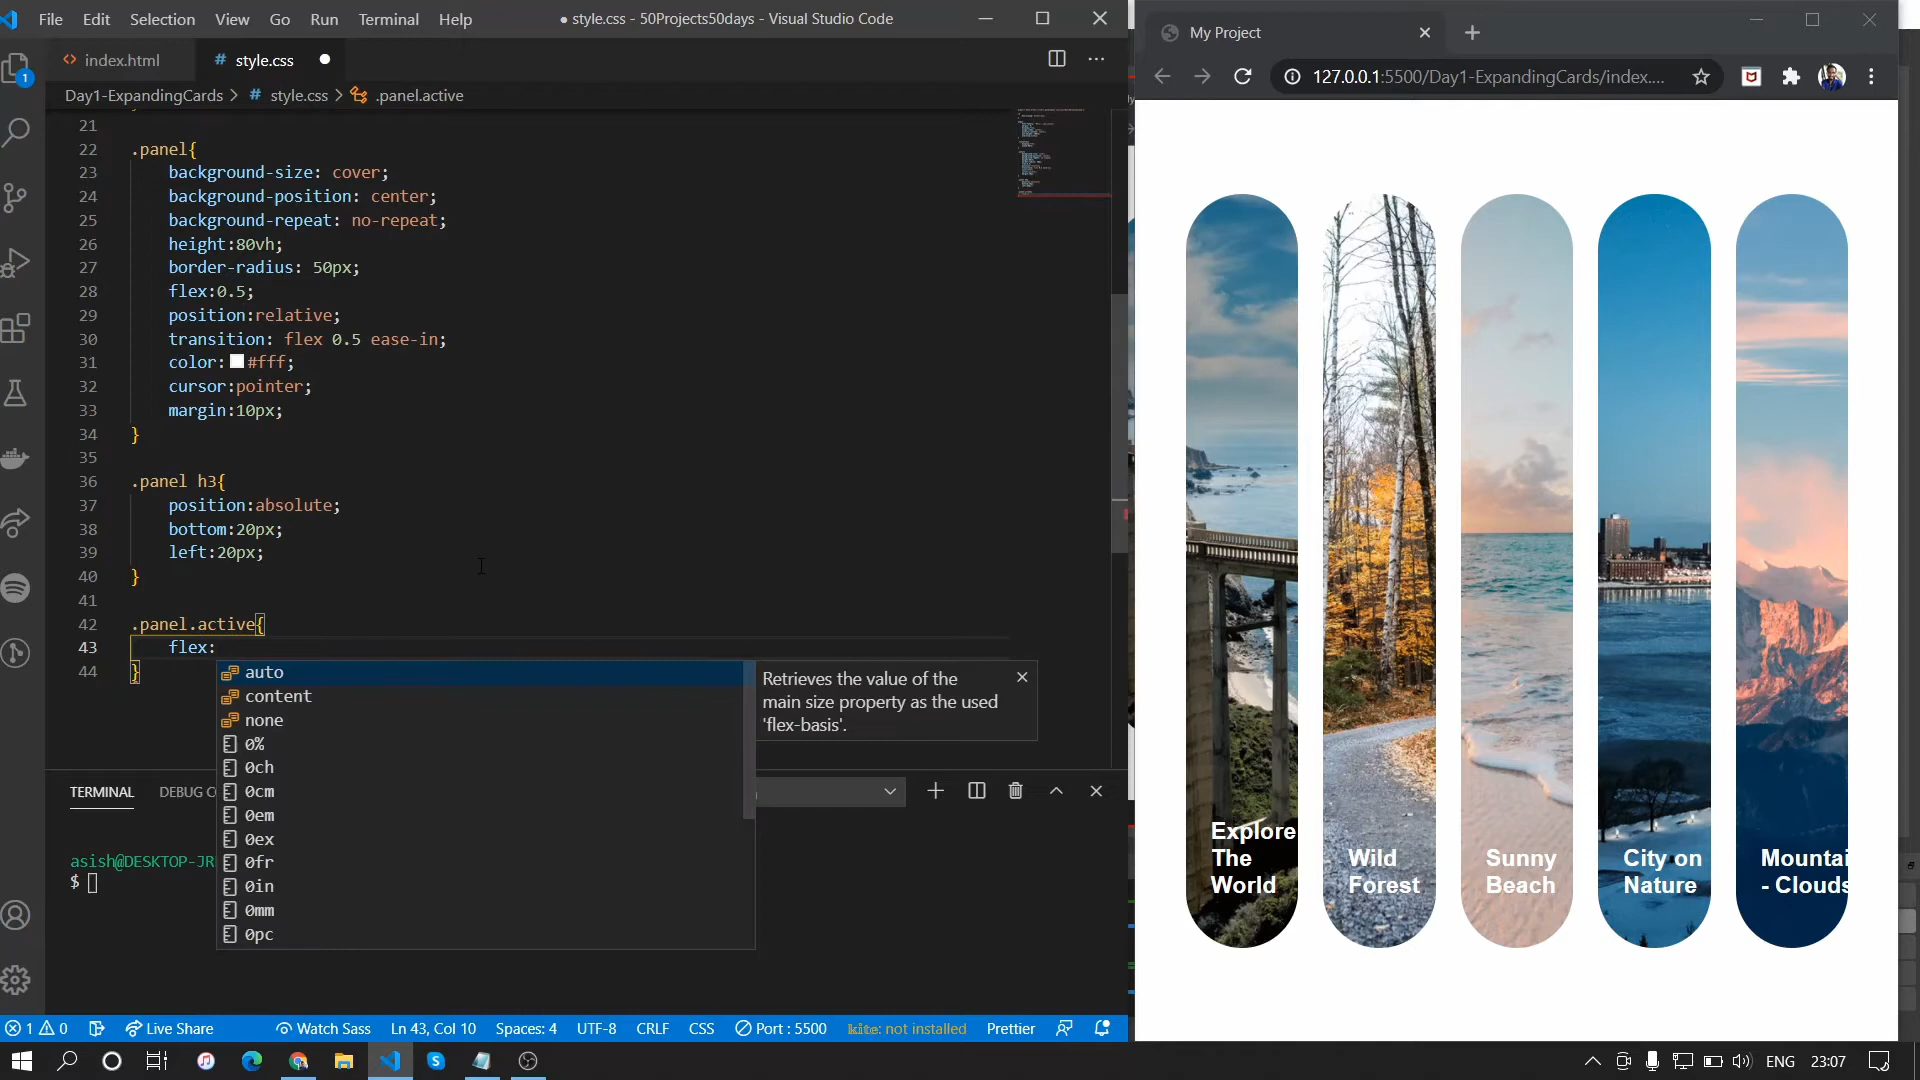 File Edit Selection View Go Run Terminal Help
● style.css - 50Projects50days - Visual Studio Code
index.html
# style.css ●
Day1-ExpandingCards > # style.css > .panel.active
21
22 .panel{
23 background-size: cover;
24 background-position: center;
25 background-repeat: no-repeat;
26 height:80vh;
27 border-radius: 50px;
28 flex:0.5;
29 position:relative;
30 transition: flex 0.5 ease-in;
31 color: #fff;
32 cursor:pointer;
33 margin:10px;
34 }
35
36 .panel h3{
37 position:absolute;
38 bottom:20px;
39 left:20px;
40 }
41
42 .panel.active{
43 flex:
44 }
auto
content
none
0%
0ch
0cm
0em
0ex
0fr
0in
0mm
0pc
Retrieves the value of the
main size property as the used
'flex-basis'.
1
TERMINAL DEBUG C
asish@DESKTOP-JR
$
1 0 Live Share Watch Sass Ln 43, Col 10 Spaces: 4 UTF-8 CRLF CSS Port : 5500 kite: not installed Prettier
My Project
127.0.0.1:5500/Day1-ExpandingCards/index....
Explore
The
World
Wild
Forest
Sunny
Beach
City on
Nature
Mountai
- Clouds
ENG 23:07